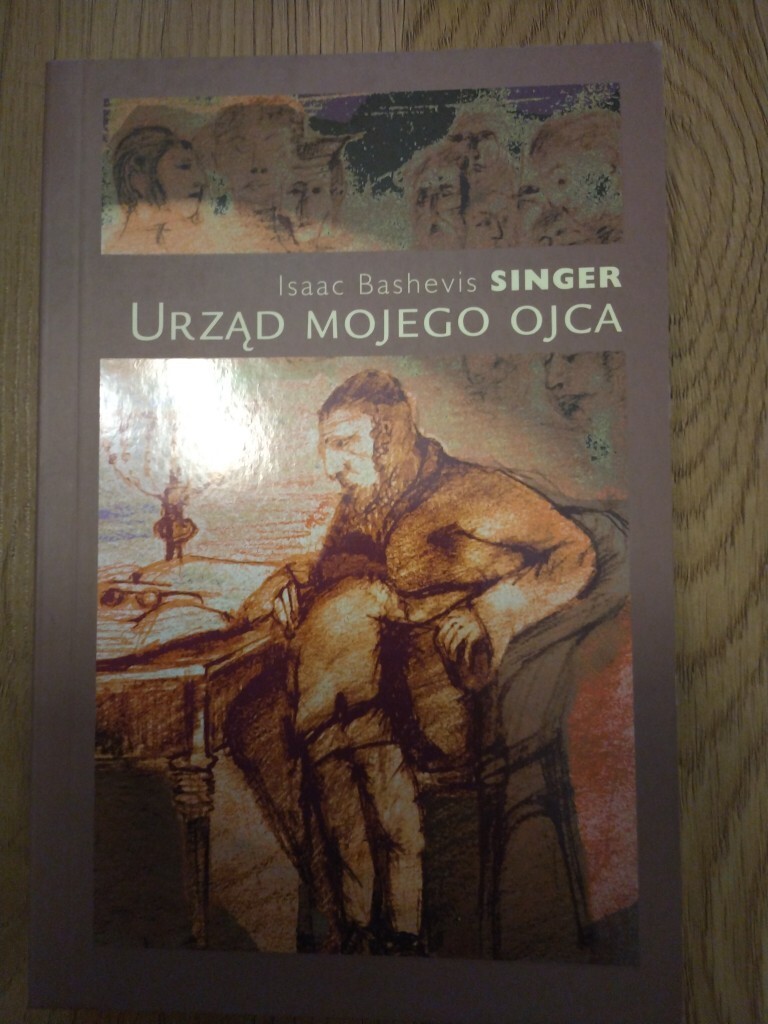 Isaac Bashevis SINGER
URZĄD MOJEGO OJCA